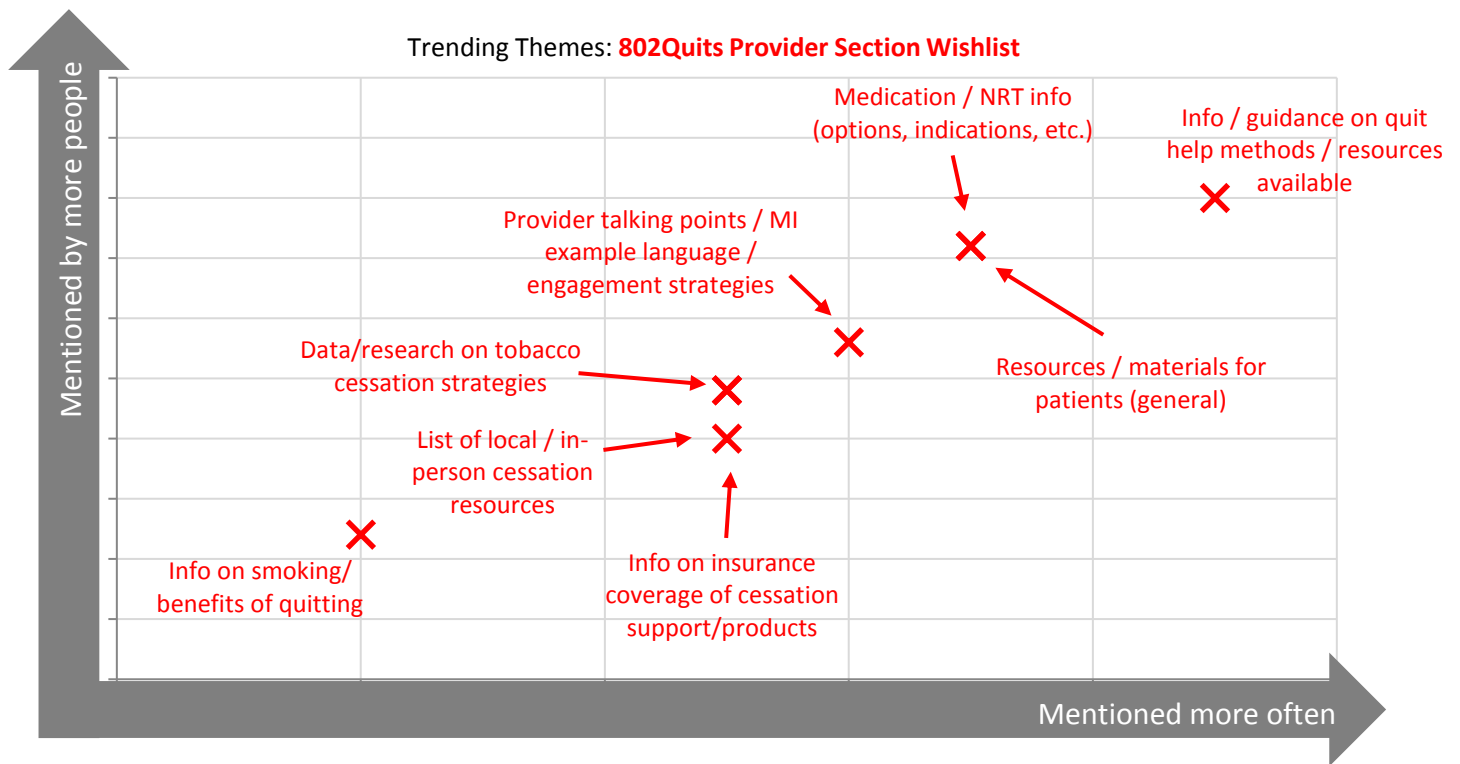 Trending Themes: 802Quits Provider Section Wishlist
Mentioned by more people
Medication / NRT info
(options, indications, etc.)
Info / guidance on quit
help methods / resources
available
Provider talking points / MI
example language /
engagement strategies
Data/research on tobacco
cessation strategies
Resources / materials for
patients (general)
List of local / in-
person cessation
resources
Info on smoking/
benefits of quitting
Info on insurance
coverage of cessation
support/products
Mentioned more often